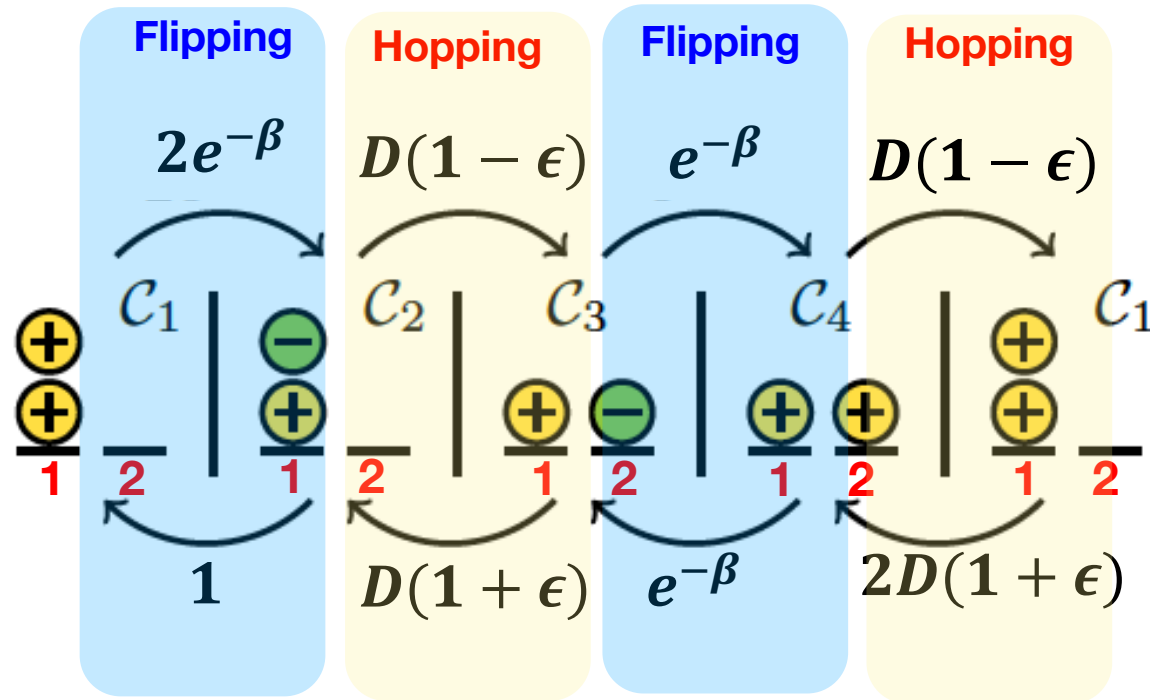 Flipping Hopping Flipping Hopping
2e^{-β} D(1 − ϵ) e^{-β} D(1 − ϵ)
C₁ C₂ C₃ C₄ C₁
+ − +
+ + + − + + +
1 2 1 2 1 2 1 2 1 2
1 D(1 + ϵ) e^{-β} 2D(1 + ϵ)